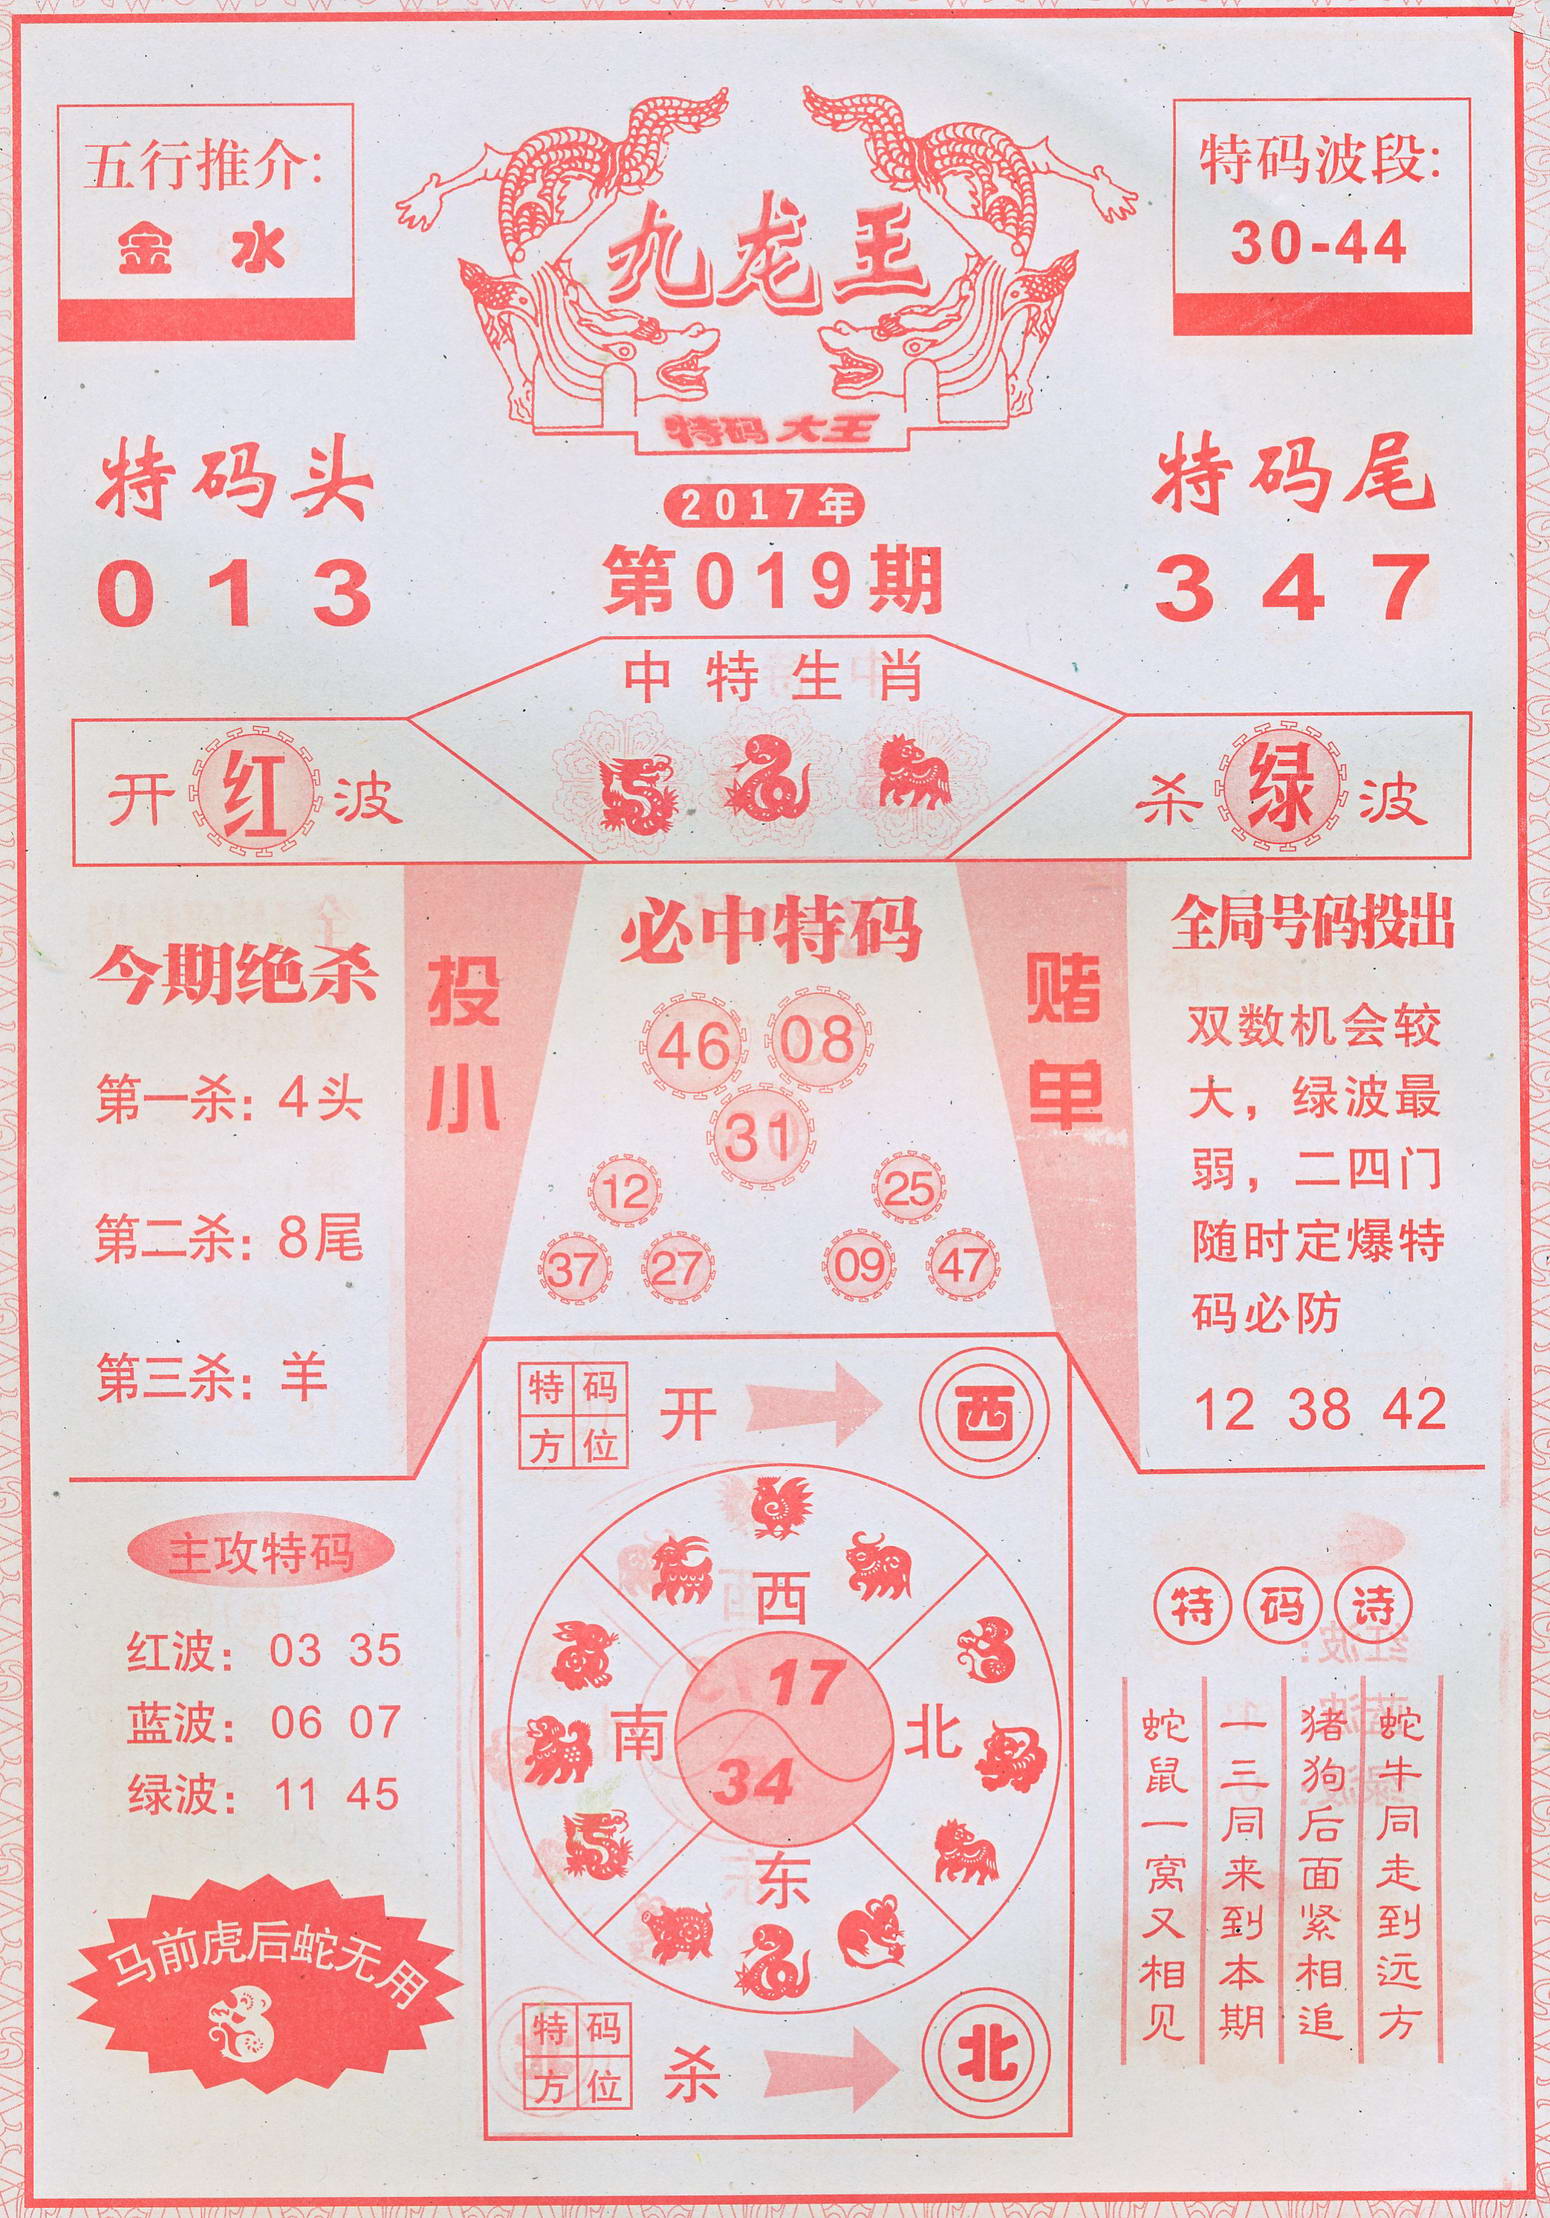 五行推介:
金 水
九龙王
特码大王
特码波段:
30-44
特码头
0 1 3
2017年
第019期
特码尾
3 4 7
中特生肖
开红波
杀绿波
今期绝杀
第一杀: 4头
第二杀: 8尾
第三杀: 羊
投小
必中特码
46 08
31
12
37 27
25
09 47
赌单
全局号码投出
双数机会较
大，绿波最
弱，二四门
随时定爆特
码必防
12 38 42
特码方位
开
西
西
南
北
东
17
34
特码方位
杀
北
主攻特码
红波: 03 35
蓝波: 06 07
绿波: 11 45
马前虎后蛇无用
特码诗
蛇牛同走到远方
猪狗后面紧相追
一三同来到本期
蛇鼠一窝又相见